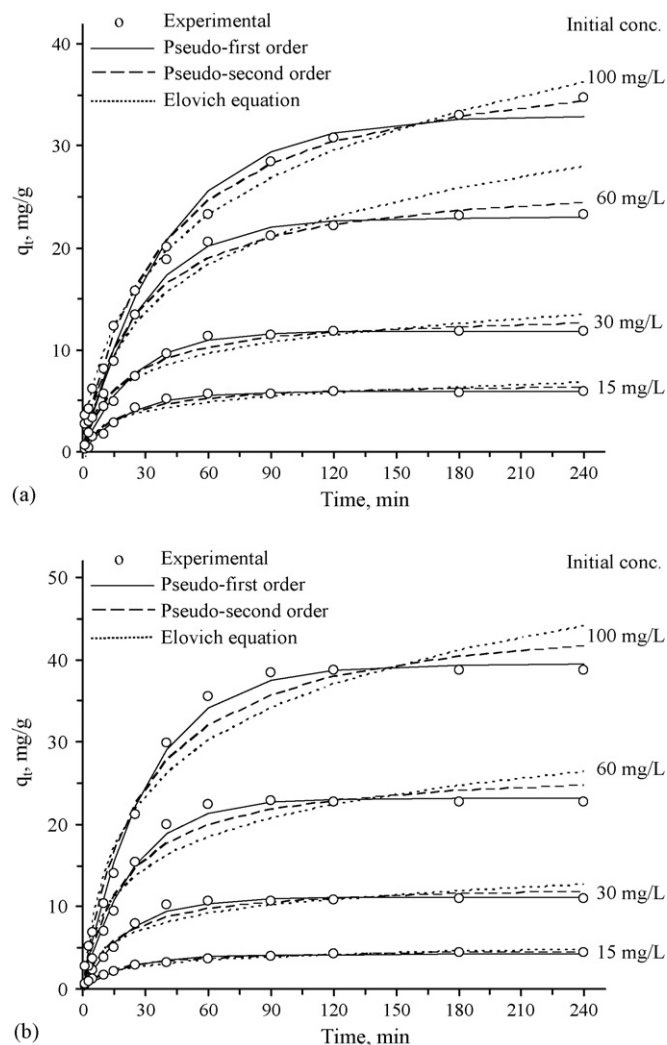 Experimental
Pseudo-first order
Pseudo-second order
Elovich equation
Initial conc.
100 mg/L
60 mg/L
30 mg/L
15 mg/L
40
30
20
10
0
qt, mg/g
0 30 60 90 120 150 180 210 240
Time, min
(a)
Experimental
Pseudo-first order
Pseudo-second order
Elovich equation
Initial conc.
100 mg/L
60 mg/L
30 mg/L
15 mg/L
50
40
30
20
10
0
qt, mg/g
0 30 60 90 120 150 180 210 240
Time, min
(b)